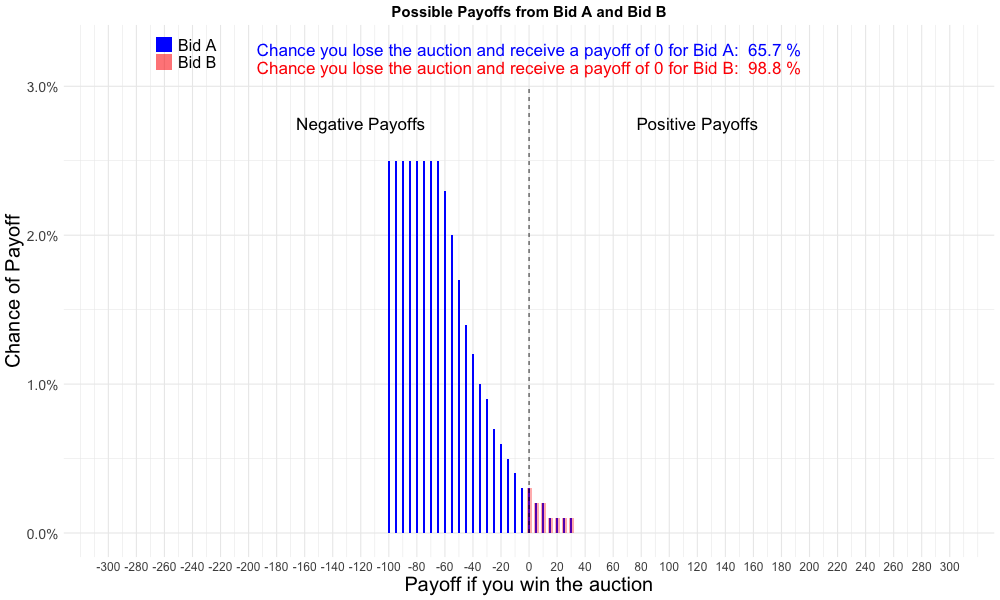 Possible Payoffs from Bid A and Bid B
Bid A
Bid B
Chance you lose the auction and receive a payoff of 0 for Bid A: 65.7 %
Chance you lose the auction and receive a payoff of 0 for Bid B: 98.8 %
3.0%
Negative Payoffs
Positive Payoffs
2.0%
1.0%
0.0%
Chance of Payoff
-300 -280 -260 -240 -220 -200 -180 -160 -140 -120 -100 -80 -60 -40 -20 0 20 40 60 80 100 120 140 160 180 200 220 240 260 280 300
Payoff if you win the auction